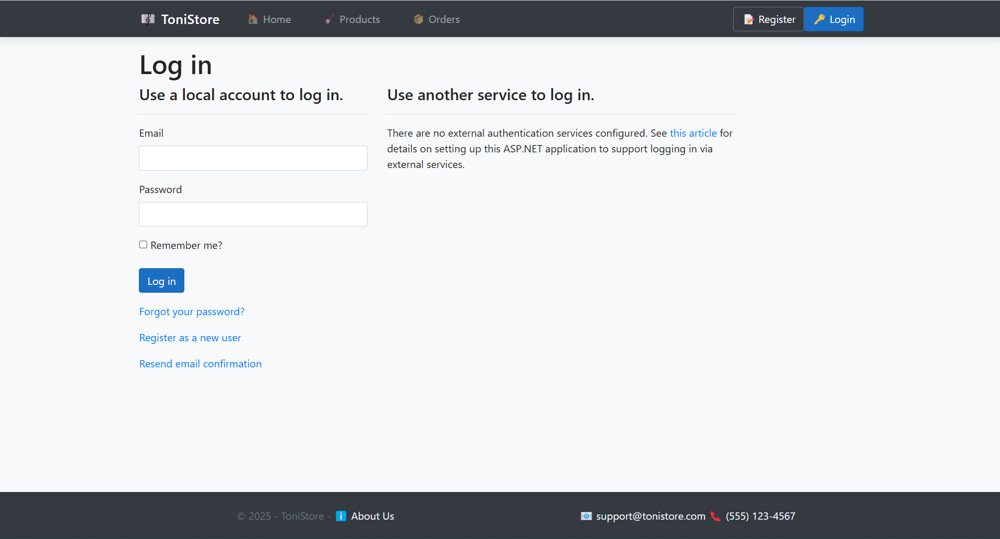 ToniStore Home Products Orders Register Login
Log in
Use a local account to log in.
Email
Password
Remember me?
Log in
Forgot your password?
Register as a new user
Resend email confirmation
Use another service to log in.
There are no external authentication services configured. See this article for
details on setting up this ASP.NET application to support logging in via
external services.
© 2025 - ToniStore - About Us
support@tonistore.com (555) 123-4567